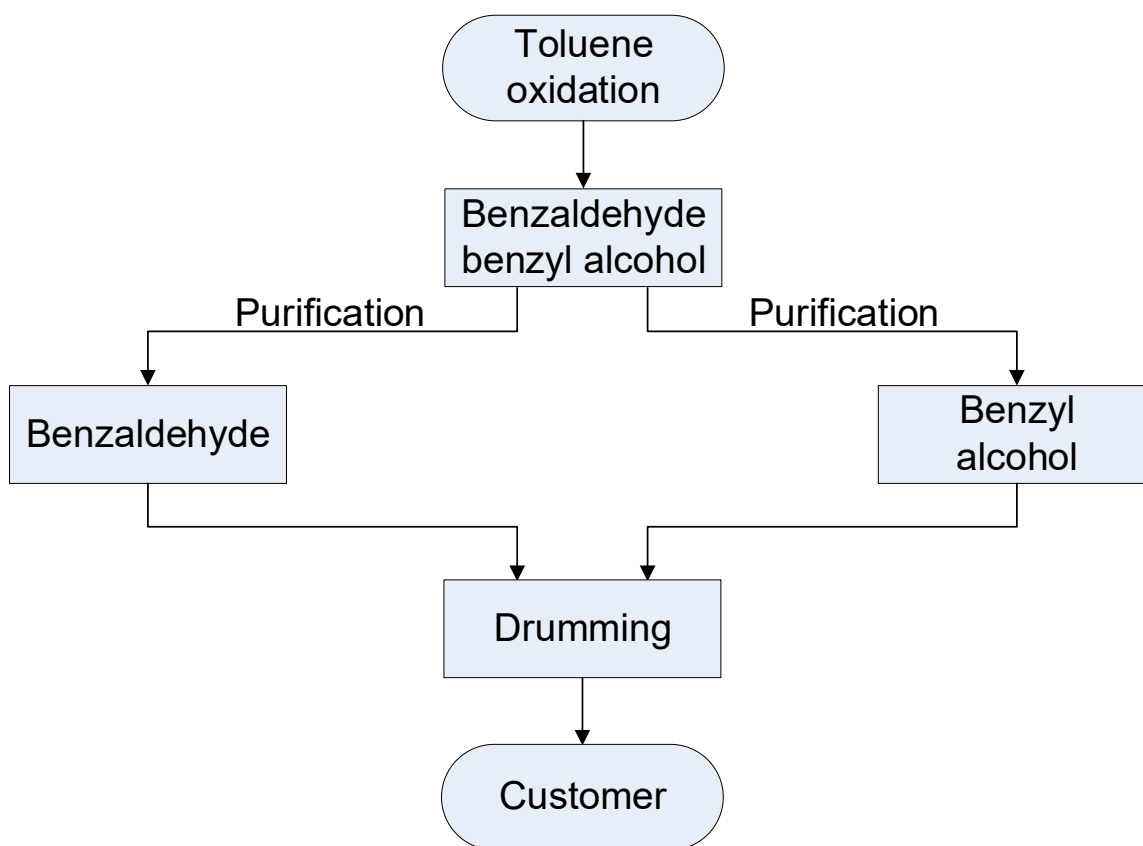 Toluene
oxidation
Benzaldehyde
benzyl alcohol
Purification
Purification
Benzaldehyde
Benzyl
alcohol
Drumming
Customer